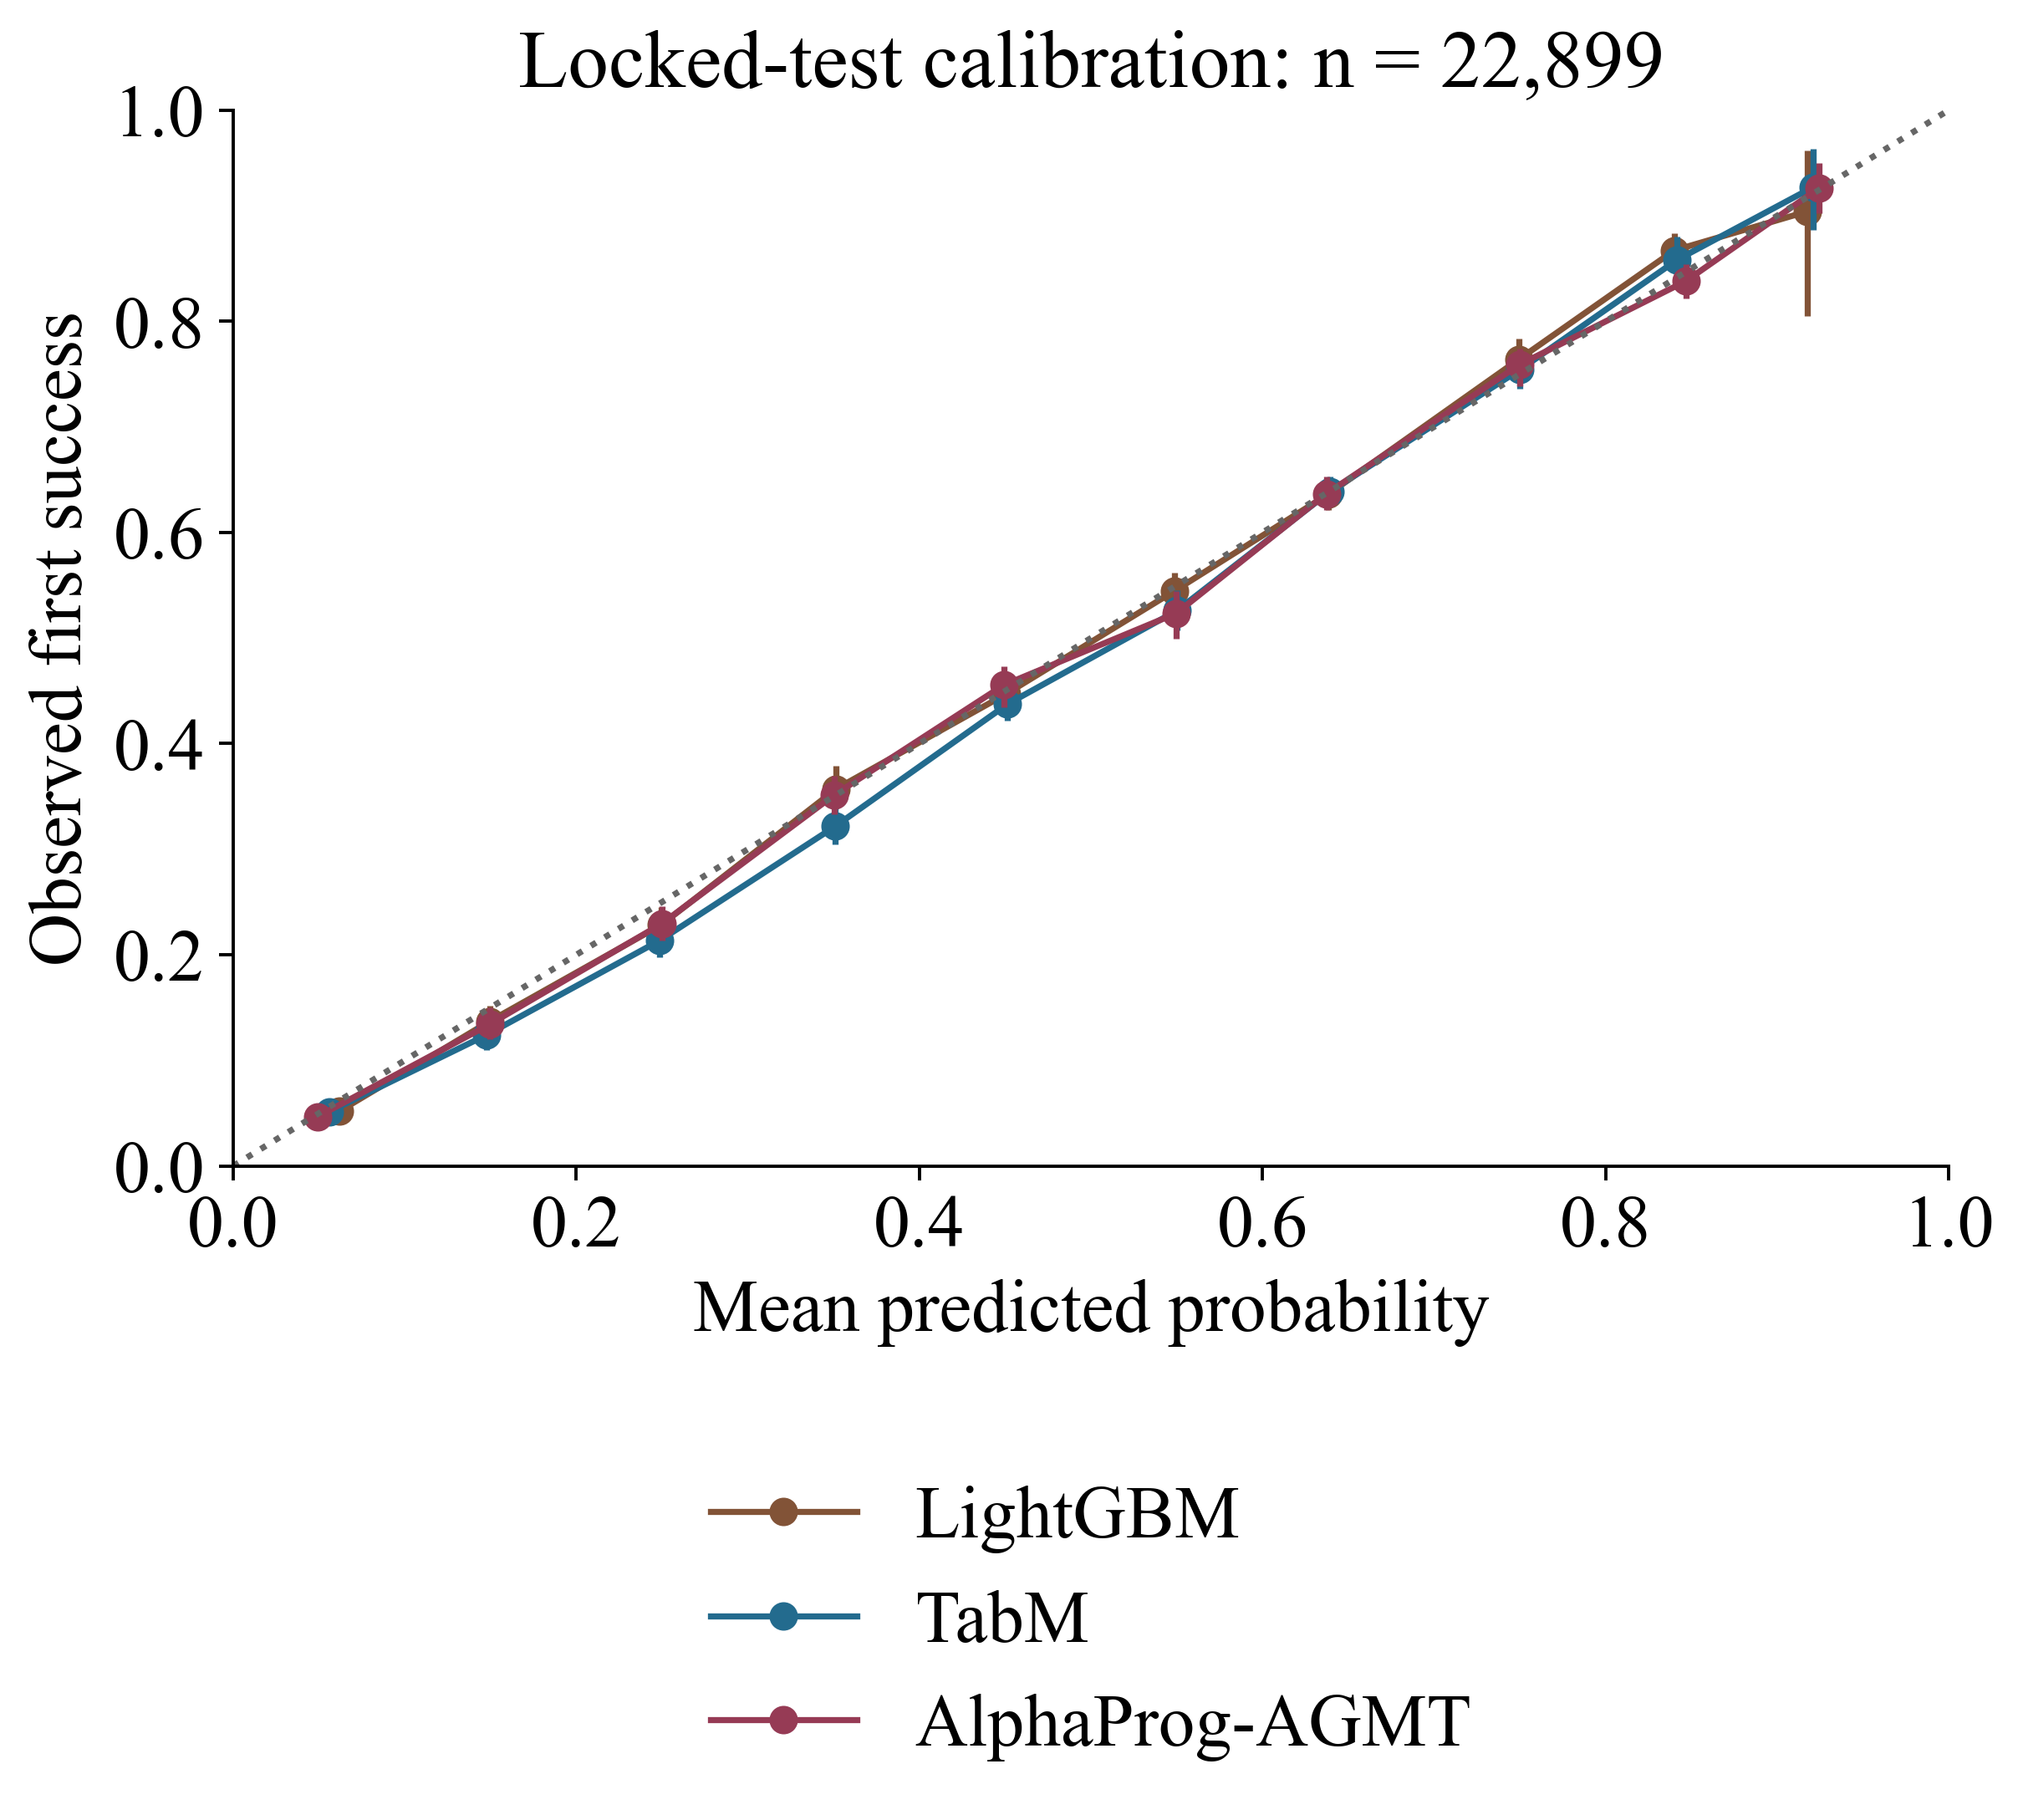 Locked-test calibration: n = 22,899
1.0
0.8
0.6
0.4
0.2
0.0
Observed first success
0.0 0.2 0.4 0.6 0.8 1.0
Mean predicted probability
LightGBM
TabM
AlphaProg-AGMT